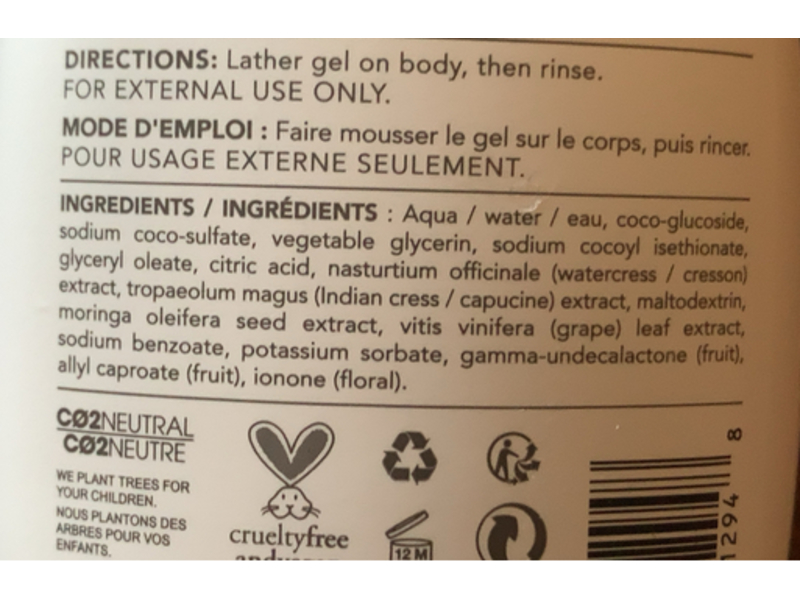 DIRECTIONS: Lather gel on body, then rinse.
FOR EXTERNAL USE ONLY.
MODE D'EMPLOI : Faire mousser le gel sur le corps, puis rincer.
POUR USAGE EXTERNE SEULEMENT.
INGREDIENTS / INGRÉDIENTS : Aqua / water / eau, coco-glucoside,
sodium coco-sulfate, vegetable glycerin, sodium cocoyl isethionate,
glyceryl oleate, citric acid, nasturtium officinale (watercress / cresson)
extract, tropaeolum magus (Indian cress / capucine) extract, maltodextrin,
moringa oleifera seed extract, vitis vinifera (grape) leaf extract,
sodium benzoate, potassium sorbate, gamma-undecalactone (fruit),
allyl caproate (fruit), ionone (floral).
CØ2NEUTRAL
CØ2NEUTRE
WE PLANT TREES FOR
YOUR CHILDREN.
NOUS PLANTONS DES
ARBRES POUR VOS
ENFANTS.
crueltyfree
12 M
1294
8